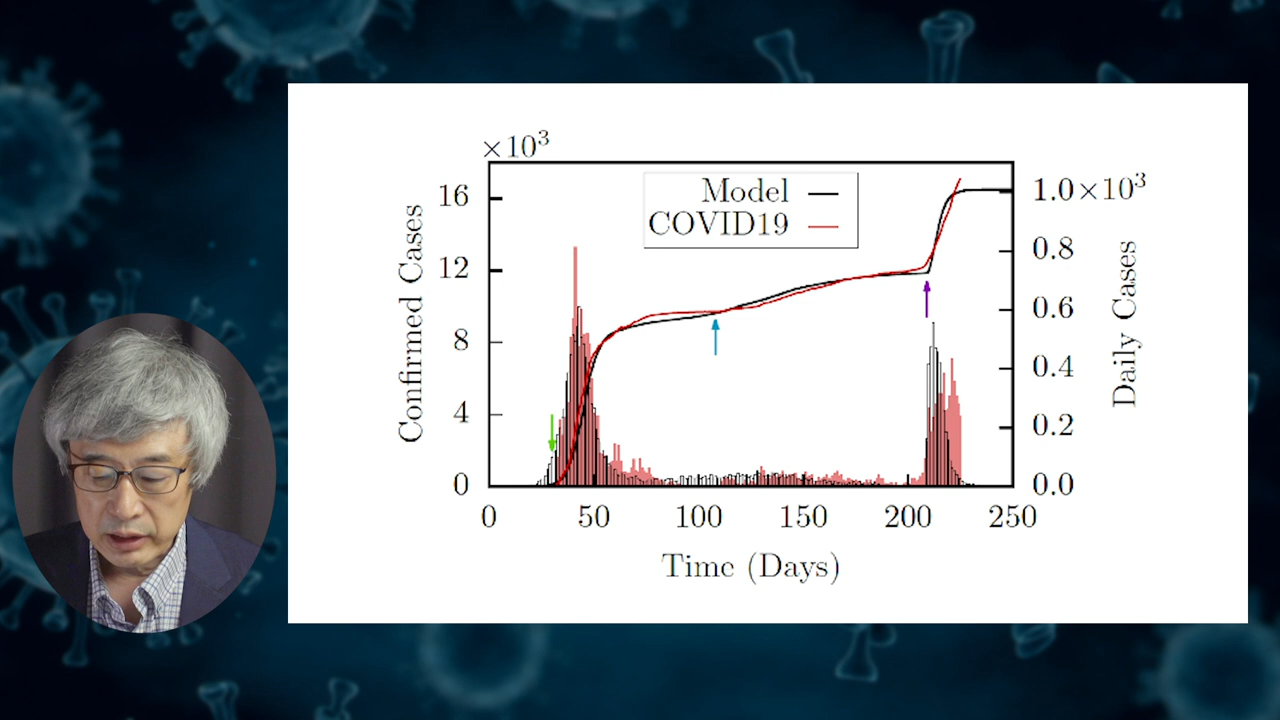 ×10³
16
12
8
4
0
Confirmed Cases
Model
COVID19
1.0×10³
0.8
0.6
0.4
0.2
0.0
Daily Cases
0 50 100 150 200 250
Time (Days)